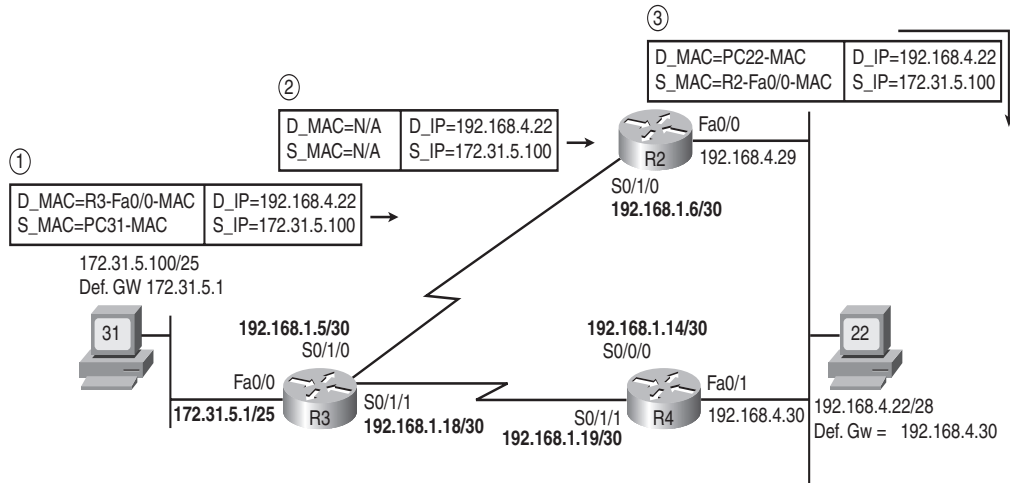 ③
D_MAC=PC22-MAC D_IP=192.168.4.22
S_MAC=R2-Fa0/0-MAC S_IP=172.31.5.100
②
D_MAC=N/A D_IP=192.168.4.22
S_MAC=N/A S_IP=172.31.5.100
Fa0/0
R2
192.168.4.29
S0/1/0
192.168.1.6/30
①
D_MAC=R3-Fa0/0-MAC D_IP=192.168.4.22
S_MAC=PC31-MAC S_IP=172.31.5.100
172.31.5.100/25
Def. GW 172.31.5.1
31
192.168.1.5/30
S0/1/0
192.168.1.14/30
S0/0/0
22
Fa0/0
172.31.5.1/25
R3
S0/1/1
192.168.1.18/30
S0/1/1
192.168.1.19/30
R4
Fa0/1
192.168.4.30
192.168.4.22/28
Def. Gw = 192.168.4.30